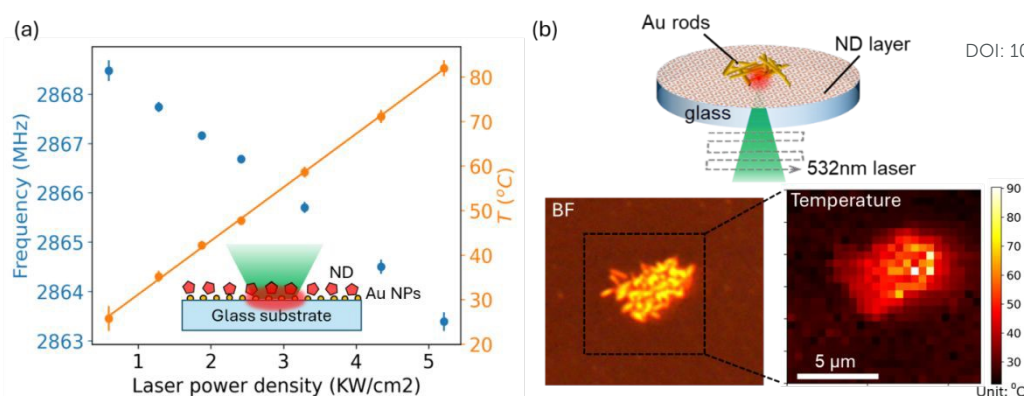 (a)
Frequency (MHz)
2868
2867
2866
2865
2864
2863
80
70
60
50
40
30
20
T (°C)
ND
Au NPs
Glass substrate
1 2 3 4 5
Laser power density (KW/cm2)
(b)
Au rods
ND layer
DOI: 10
glass
532nm laser
BF
Temperature
5 µm
90
80
70
60
50
40
30
20
10
Unit: °C